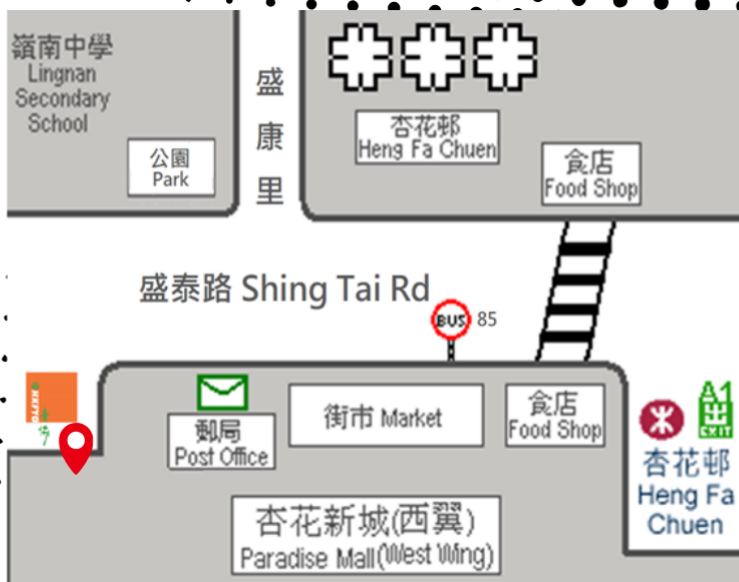 嶺南中學
Lingnan
Secondary
School
公園
Park
盛康里
杏花邨
Heng Fa Chuen
食店
Food Shop
盛泰路 Shing Tai Rd
BUS 85
郵局
Post Office
街市 Market
食店
Food Shop
A1
出
EXIT
杏花邨
Heng Fa
Chuen
杏花新城(西翼)
Paradise Mall(West Wing)